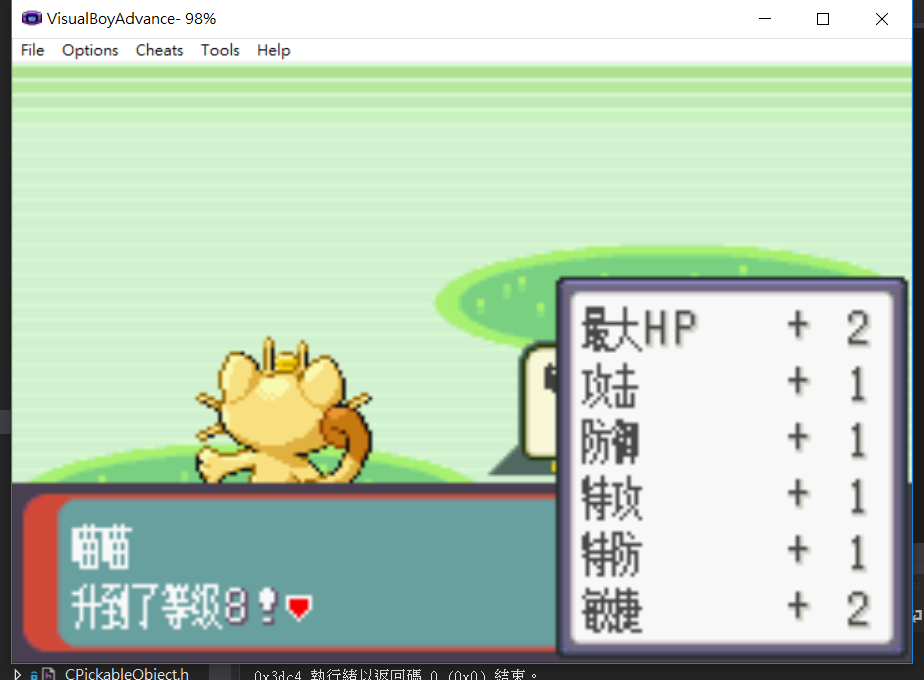 VisualBoyAdvance- 98%
File Options Cheats Tools Help
最大HP + 2
攻击 + 1
防御 + 1
特攻 + 1
特防 + 1
敏捷 + 2
喵喵
升到了等级8！
CPickableObject.h
0x3dc4 執行緒以返回碼 0 (0x0) 結束。